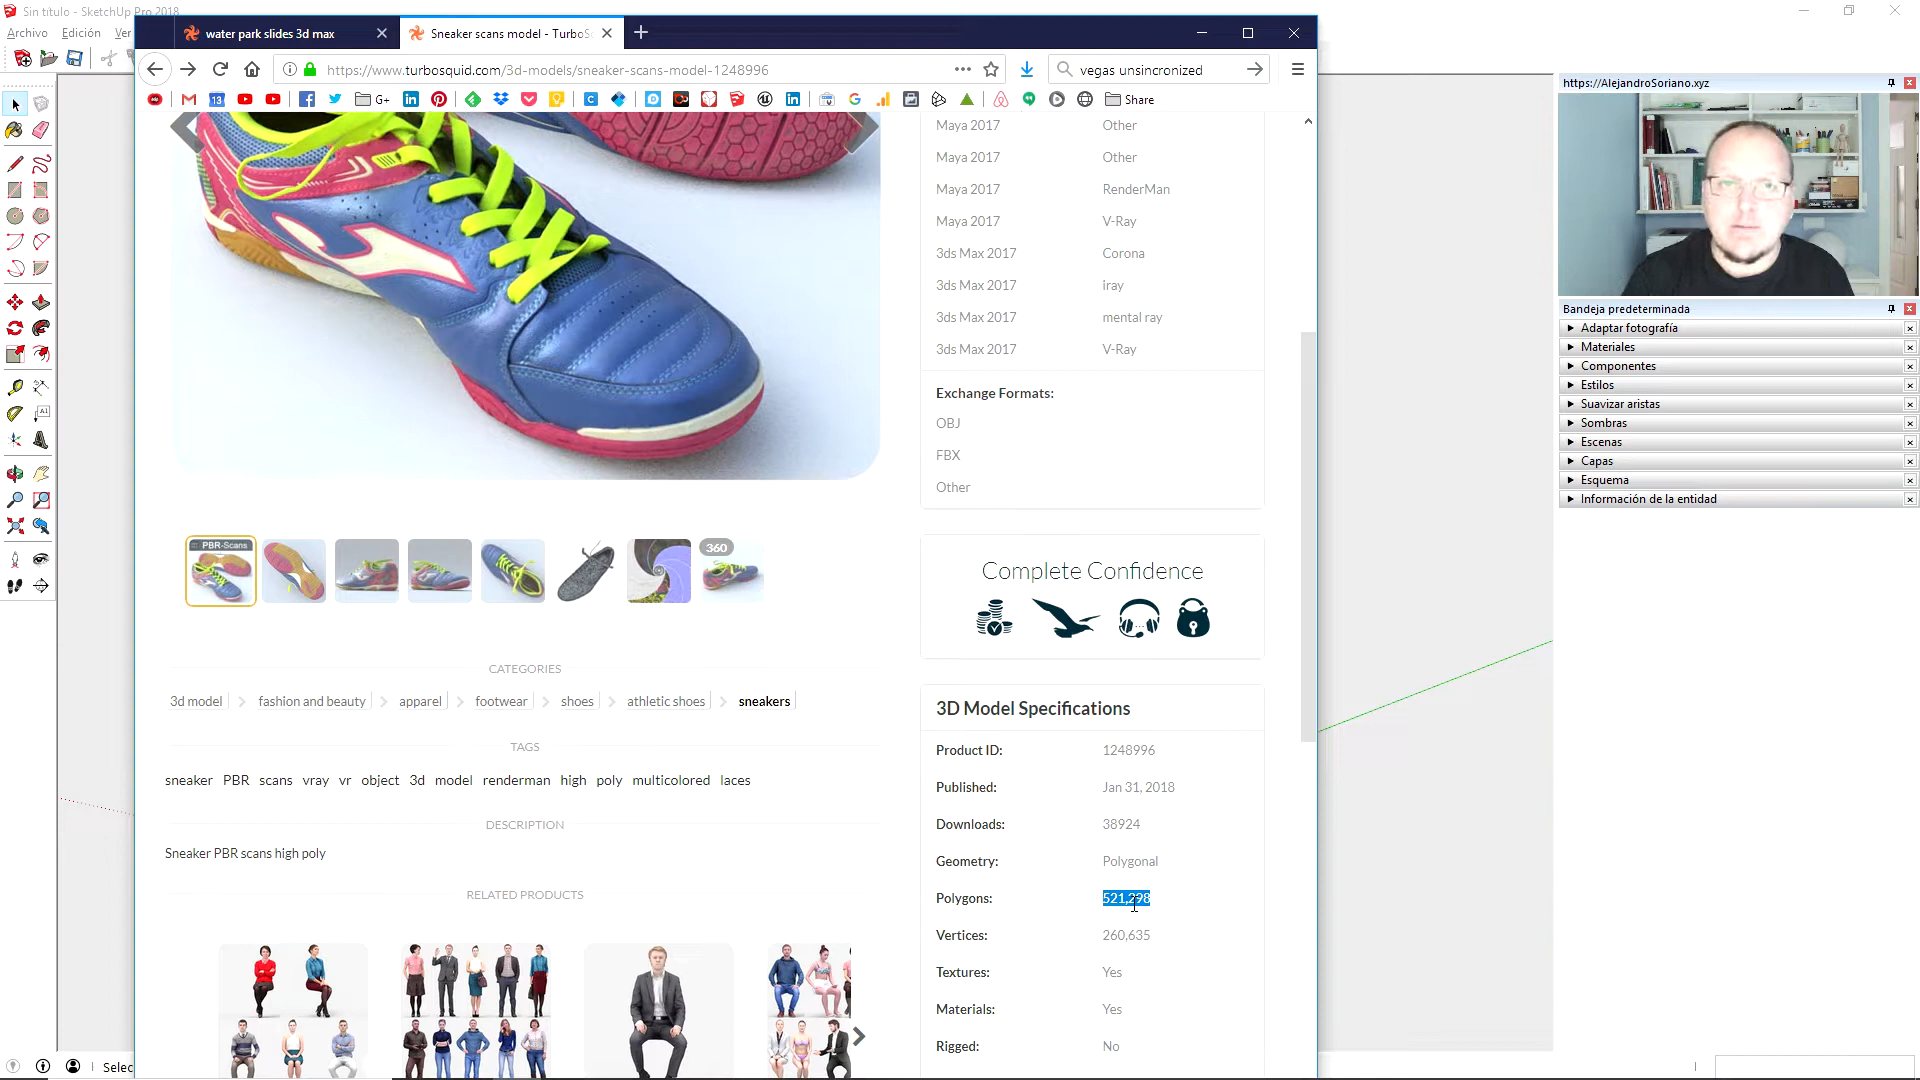 Sin título - SketchUp Pro 2018
Archivo Edición Ver
water park slides 3d max
Sneaker scans model - TurboS
https://www.turbosquid.com/3d-models/sneaker-scans-model-1248996
vegas unsincronized
G+
Share
https://AlejandroSoriano.xyz
Bandeja predeterminada
Adaptar fotografía
Materiales
Componentes
Estilos
Suavizar aristas
Sombras
Escenas
Capas
Esquema
Información de la entidad
Maya 2017 Other
Maya 2017 Other
Maya 2017 RenderMan
Maya 2017 V-Ray
3ds Max 2017 Corona
3ds Max 2017 iray
3ds Max 2017 mental ray
3ds Max 2017 V-Ray
Exchange Formats:
OBJ
FBX
Other
PBR-Scans
360
Complete Confidence
CATEGORIES
3d model fashion and beauty apparel footwear shoes athletic shoes sneakers
TAGS
sneaker PBR scans vray vr object 3d model renderman high poly multicolored laces
DESCRIPTION
Sneaker PBR scans high poly
RELATED PRODUCTS
3D Model Specifications
Product ID: 1248996
Published: Jan 31, 2018
Downloads: 38924
Geometry: Polygonal
Polygons: 521,298
Vertices: 260,635
Textures: Yes
Materials: Yes
Rigged: No
Selec